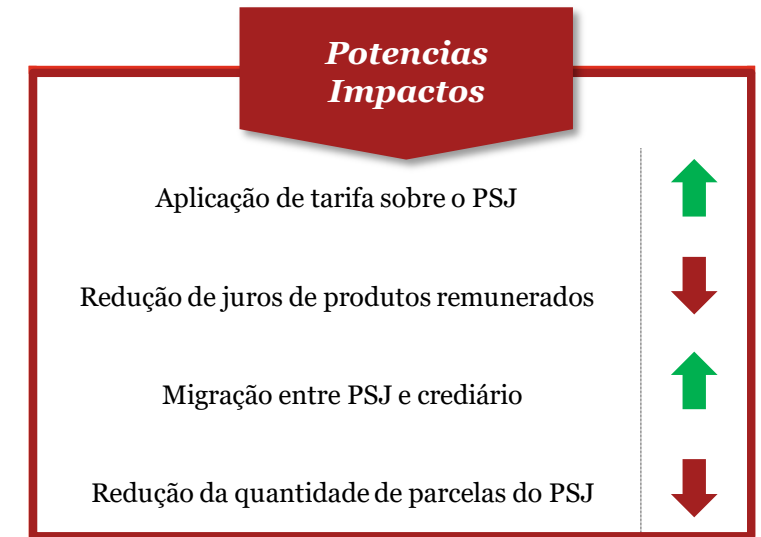 Potencias
Impactos
Aplicação de tarifa sobre o PSJ
Redução de juros de produtos remunerados
Migração entre PSJ e crediário
Redução da quantidade de parcelas do PSJ